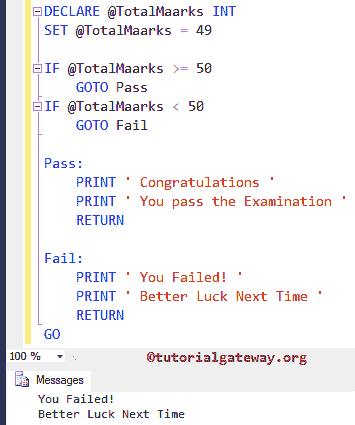 DECLARE @TotalMaarks INT
SET @TotalMaarks = 49
IF @TotalMaarks >= 50
GOTO Pass
IF @TotalMaarks < 50
GOTO Fail
Pass:
PRINT ' Congratulations '
PRINT ' You pass the Examination '
RETURN
Fail:
PRINT ' You Failed! '
PRINT ' Better Luck Next Time '
RETURN
GO
100 %
©tutorialgateway.org
Messages
You Failed!
Better Luck Next Time